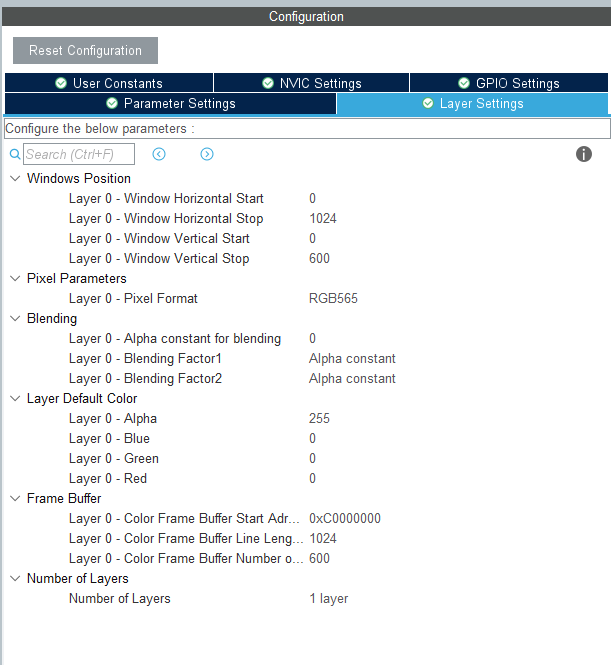 Configuration
Reset Configuration
User Constants NVIC Settings GPIO Settings
Parameter Settings Layer Settings
Configure the below parameters :
Search (Ctrl+F)
Windows Position
Layer 0 - Window Horizontal Start 0
Layer 0 - Window Horizontal Stop 1024
Layer 0 - Window Vertical Start 0
Layer 0 - Window Vertical Stop 600
Pixel Parameters
Layer 0 - Pixel Format RGB565
Blending
Layer 0 - Alpha constant for blending 0
Layer 0 - Blending Factor1 Alpha constant
Layer 0 - Blending Factor2 Alpha constant
Layer Default Color
Layer 0 - Alpha 255
Layer 0 - Blue 0
Layer 0 - Green 0
Layer 0 - Red 0
Frame Buffer
Layer 0 - Color Frame Buffer Start Adr... 0xC0000000
Layer 0 - Color Frame Buffer Line Leng... 1024
Layer 0 - Color Frame Buffer Number o... 600
Number of Layers
Number of Layers 1 layer